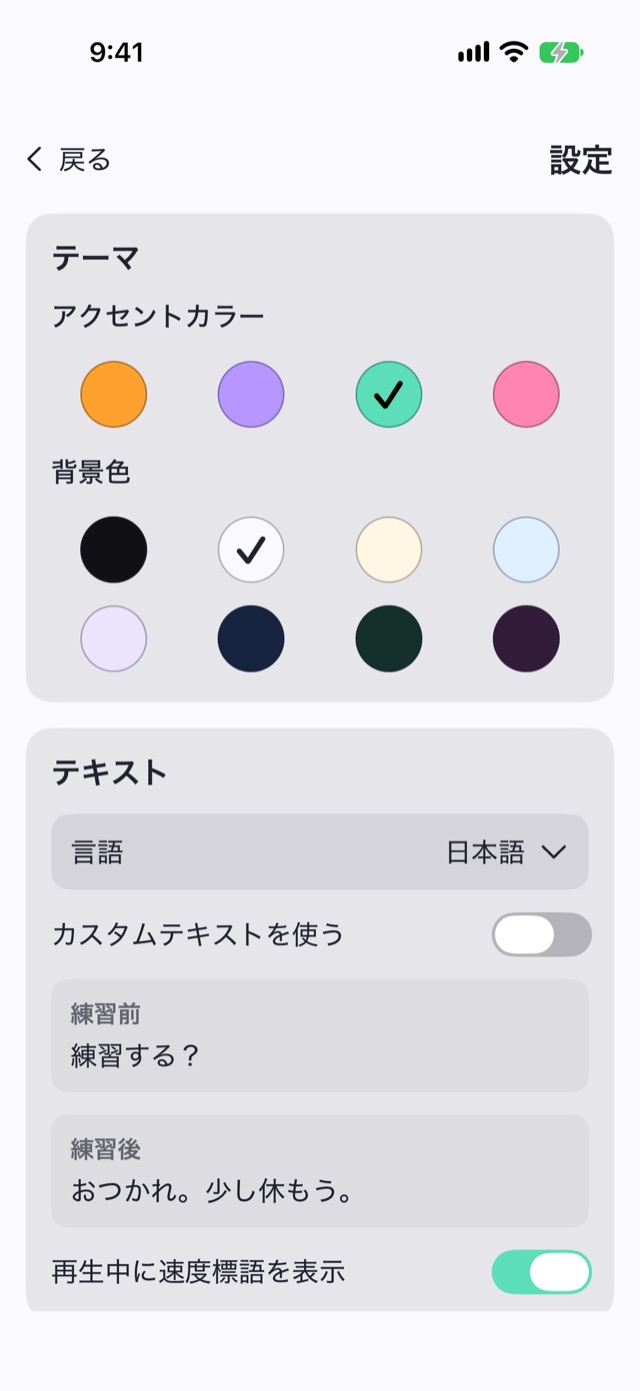 9:41
戻る
設定
テーマ
アクセントカラー
背景色
テキスト
言語
日本語
カスタムテキストを使う
練習前
練習する？
練習後
おつかれ。少し休もう。
再生中に速度標語を表示